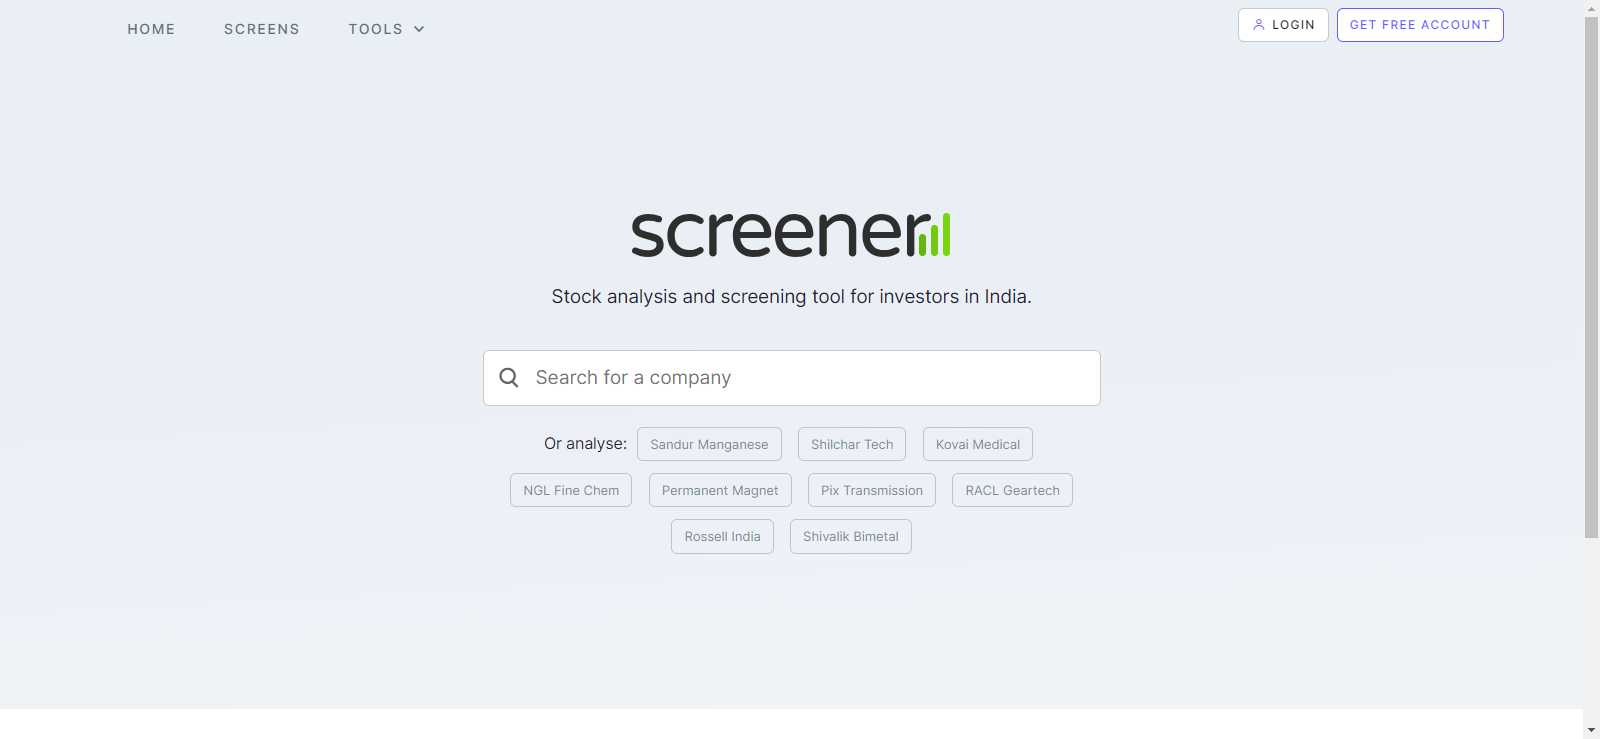 HOME SCREENS TOOLS LOGIN GET FREE ACCOUNT
screener
Stock analysis and screening tool for investors in India.
Search for a company
Or analyse: Sandur Manganese Shilchar Tech Kovai Medical
NGL Fine Chem Permanent Magnet Pix Transmission RACL Geartech
Rossell India Shivalik Bimetal